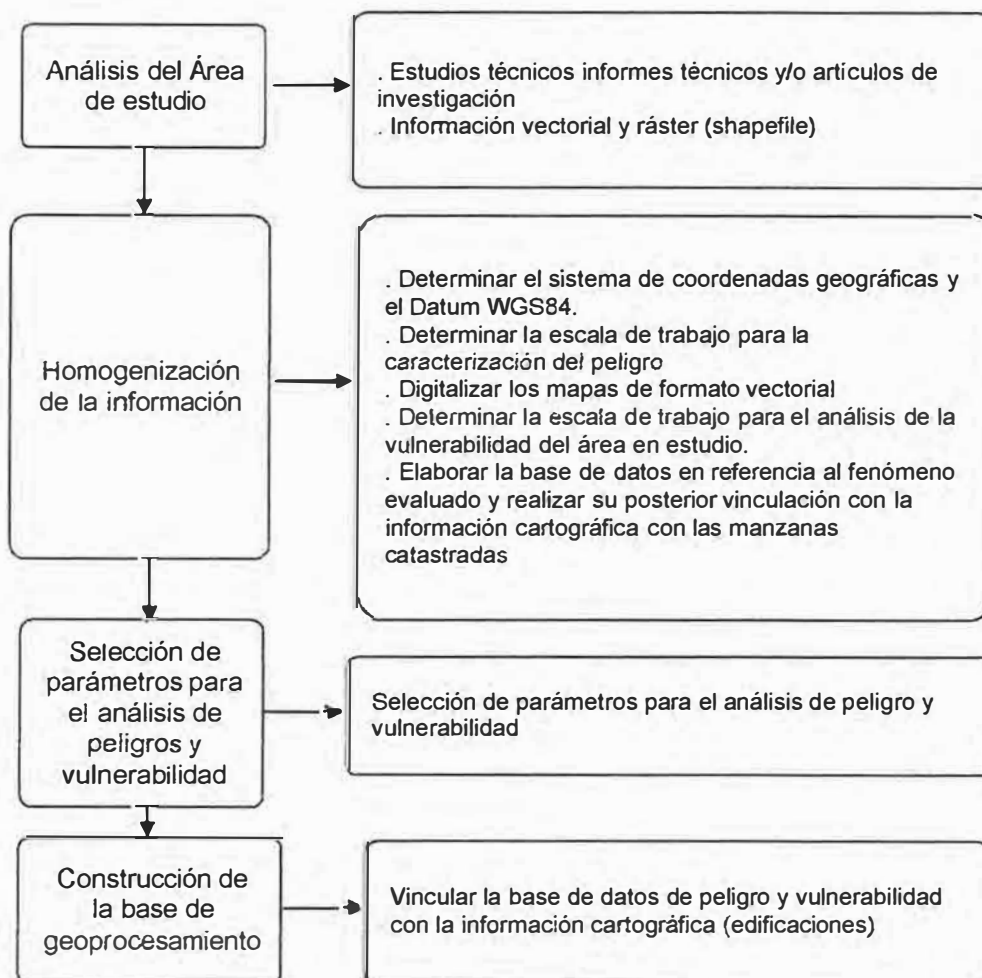 Análisis del Área
de estudio
. Estudios técnicos informes técnicos y/o artículos de
investigación
. Información vectorial y ráster (shapefile)
Homogenización
de la información
. Determinar el sistema de coordenadas geográficas y
el Datum WGS84.
. Determinar la escala de trabajo para la
caracterización del peligro
. Digitalizar los mapas de formato vectorial
. Determinar la escala de trabajo para el análisis de la
vulnerabilidad del área en estudio.
. Elaborar la base de datos en referencia al fenómeno
evaluado y realizar su posterior vinculación con la
información cartográfica con las manzanas
catastradas
Selección de
parámetros para
el análisis de
peligros y
vulnerabilidad
Selección de parámetros para el análisis de peligro y
vulnerabilidad
Construcción de
la base de
geoprocesamiento
Vincular la base de datos de peligro y vulnerabilidad
con la información cartográfica (edificaciones)